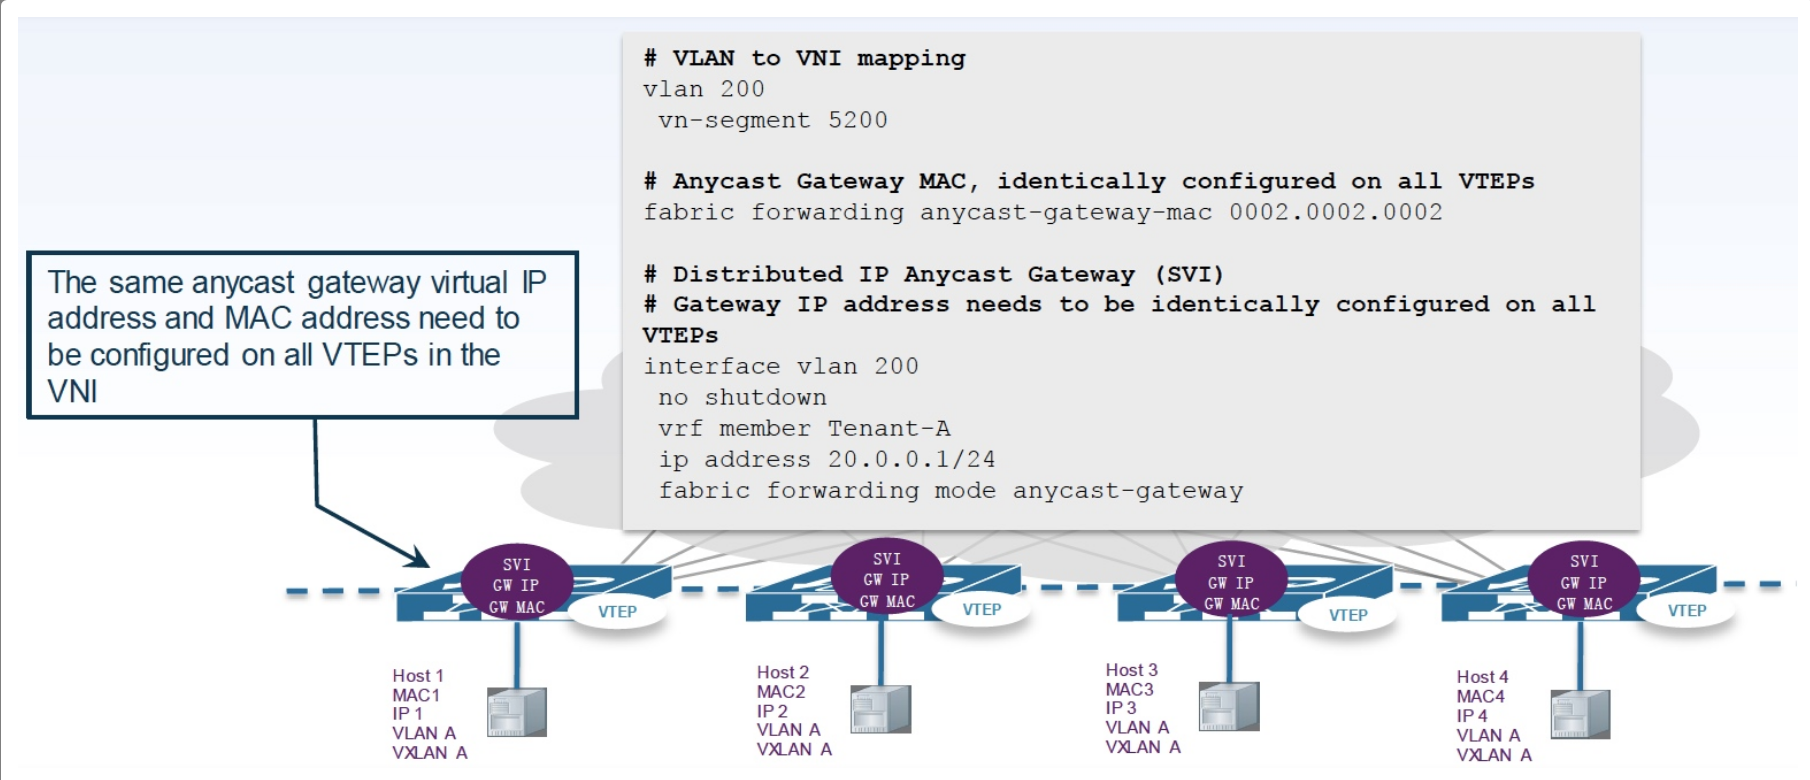 # VLAN to VNI mapping
vlan 200
vn-segment 5200
# Anycast Gateway MAC, identically configured on all VTEPs
fabric forwarding anycast-gateway-mac 0002.0002.0002
# Distributed IP Anycast Gateway (SVI)
# Gateway IP address needs to be identically configured on all
VTEPs
interface vlan 200
no shutdown
vrf member Tenant-A
ip address 20.0.0.1/24
fabric forwarding mode anycast-gateway
The same anycast gateway virtual IP
address and MAC address need to
be configured on all VTEPs in the
VNI
SVI
GW IP
GW MAC
VTEP
SVI
GW IP
GW MAC
VTEP
SVI
GW IP
GW MAC
VTEP
SVI
GW IP
GW MAC
VTEP
Host 1
MAC1
IP 1
VLAN A
VXLAN A
Host 2
MAC2
IP 2
VLAN A
VXLAN A
Host 3
MAC3
IP 3
VLAN A
VXLAN A
Host 4
MAC4
IP 4
VLAN A
VXLAN A